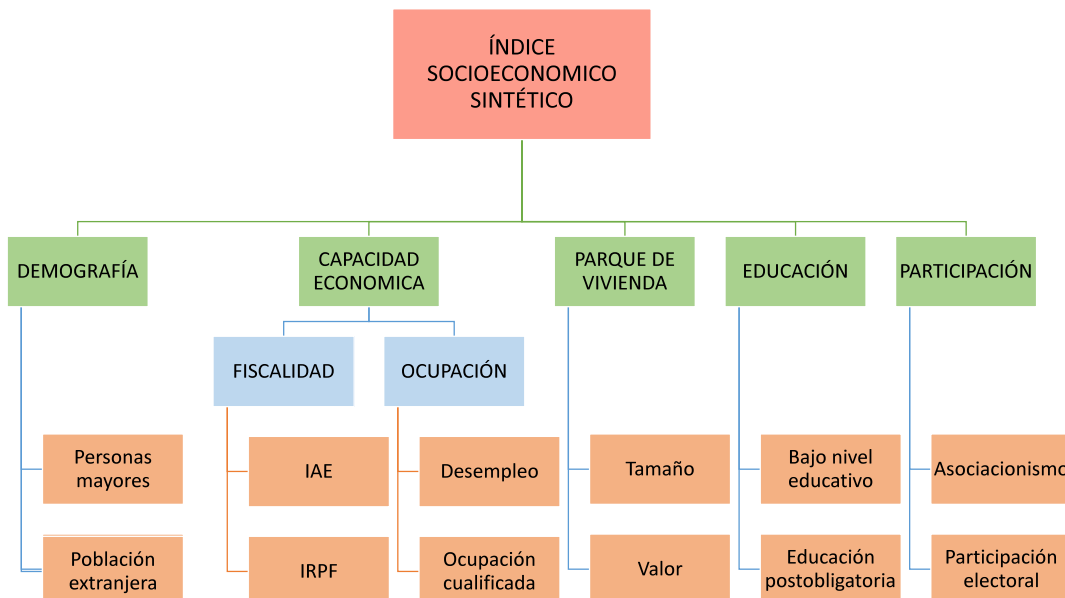 ÍNDICE
SOCIOECONOMICO
SINTÉTICO
DEMOGRAFÍA
CAPACIDAD
ECONOMICA
PARQUE DE
VIVIENDA
EDUCACIÓN
PARTICIPACIÓN
FISCALIDAD
OCUPACIÓN
Personas
mayores
IAE
Desempleo
Tamaño
Bajo nivel
educativo
Asociacionismo
Población
extranjera
IRPF
Ocupación
cualificada
Valor
Educación
postobligatoria
Participación
electoral